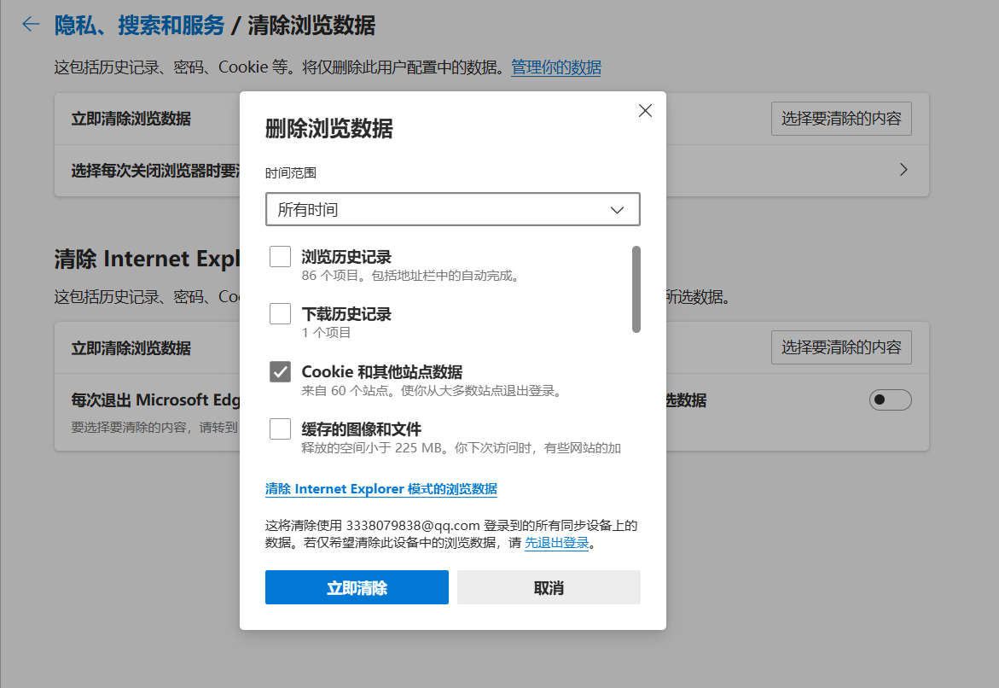 隐私、搜索和服务 / 清除浏览数据
这包括历史记录、密码、Cookie 等。将仅删除此用户配置中的数据。管理你的数据
立即清除浏览数据
选择要清除的内容
选择每次关闭浏览器时要
清除 Internet Expl
这包括历史记录、密码、Coo
所选数据。
立即清除浏览数据
选择要清除的内容
每次退出 Microsoft Edg
选数据
要选择要清除的内容，请转到
删除浏览数据
时间范围
所有时间
浏览历史记录
86 个项目。包括地址栏中的自动完成。
下载历史记录
1 个项目
Cookie 和其他站点数据
来自 60 个站点。使你从大多数站点退出登录。
缓存的图像和文件
释放的空间小于 225 MB。你下次访问时，有些网站的加
清除 Internet Explorer 模式的浏览数据
这将清除使用 3338079838@qq.com 登录到的所有同步设备上的
数据。若仅希望清除此设备中的浏览数据，请 先退出登录。
立即清除
取消